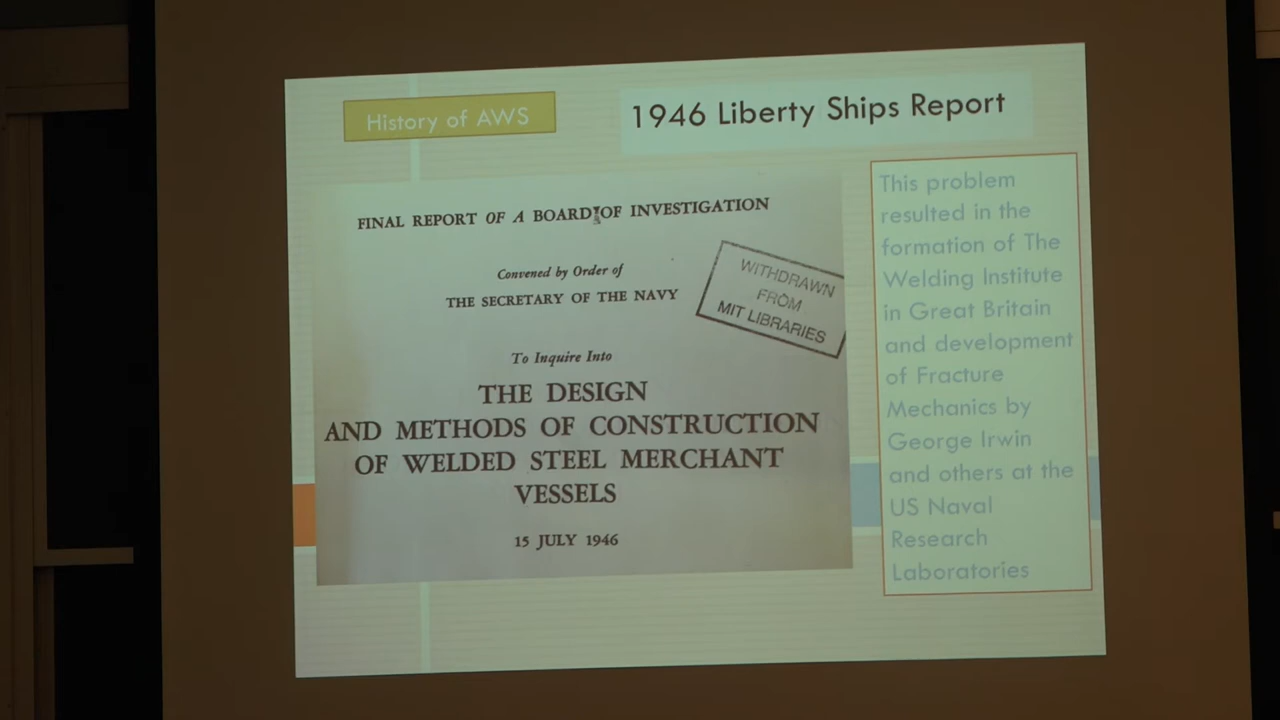 History of AWS
1946 Liberty Ships Report
FINAL REPORT OF A BOARD OF INVESTIGATION
Convened by Order of
THE SECRETARY OF THE NAVY
WITHDRAWN
FROM
MIT LIBRARIES
To Inquire Into
THE DESIGN
AND METHODS OF CONSTRUCTION
OF WELDED STEEL MERCHANT
VESSELS
15 JULY 1946
This problem
resulted in the
formation of The
Welding Institute
in Great Britain
and development
of Fracture
Mechanics by
George Irwin
and others at the
US Naval
Research
Laboratories